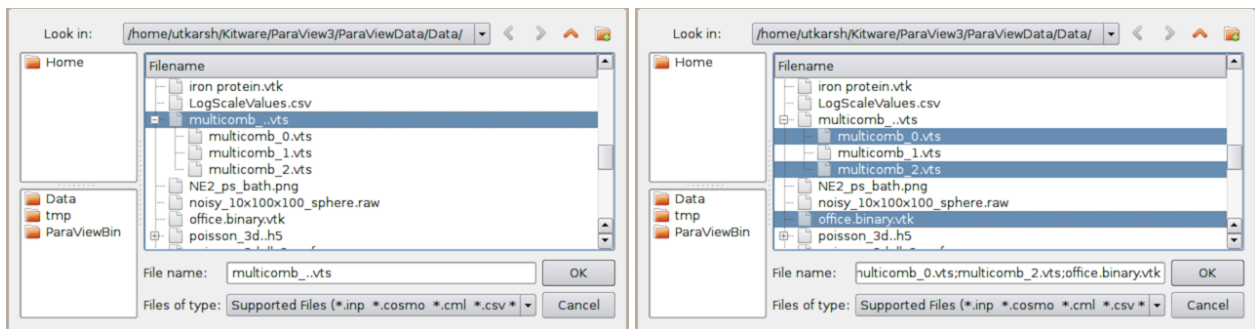 Look in: /home/utkarsh/Kitware/ParaView3/ParaViewData/Data/
Home
Data
tmp
ParaViewBin
Filename
iron protein.vtk
LogScaleValues.csv
multicomb_..vts
multicomb_0.vts
multicomb_1.vts
multicomb_2.vts
NE2_ps_bath.png
noisy_10x100x100_sphere.raw
office.binary.vtk
poisson_3d..h5
File name: multicomb_..vts OK
Files of type: Supported Files (*.inp *.cosmo *.cml *.csv * Cancel
Look in: /home/utkarsh/Kitware/ParaView3/ParaViewData/Data/
Home
Data
tmp
ParaViewBin
Filename
iron protein.vtk
LogScaleValues.csv
multicomb_..vts
multicomb_0.vts
multicomb_1.vts
multicomb_2.vts
NE2_ps_bath.png
noisy_10x100x100_sphere.raw
office.binary.vtk
poisson_3d..h5
File name: multicomb_0.vts;multicomb_2.vts;office.binary.vtk OK
Files of type: Supported Files (*.inp *.cosmo *.cml *.csv * Cancel